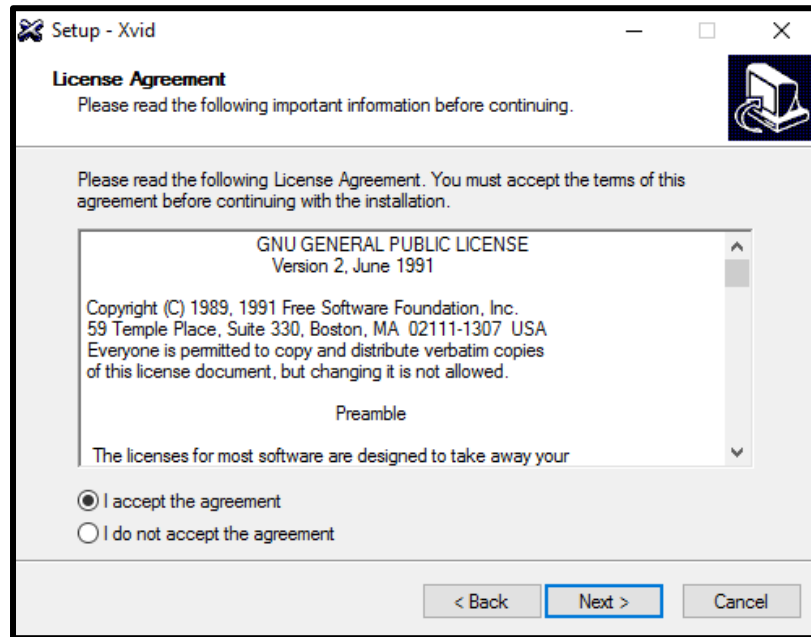 Setup - Xvid
License Agreement
Please read the following important information before continuing.
Please read the following License Agreement. You must accept the terms of this
agreement before continuing with the installation.
GNU GENERAL PUBLIC LICENSE
Version 2, June 1991
Copyright (C) 1989, 1991 Free Software Foundation, Inc.
59 Temple Place, Suite 330, Boston, MA  02111-1307  USA
Everyone is permitted to copy and distribute verbatim copies
of this license document, but changing it is not allowed.
Preamble
The licenses for most software are designed to take away your
I accept the agreement
I do not accept the agreement
< Back Next > Cancel